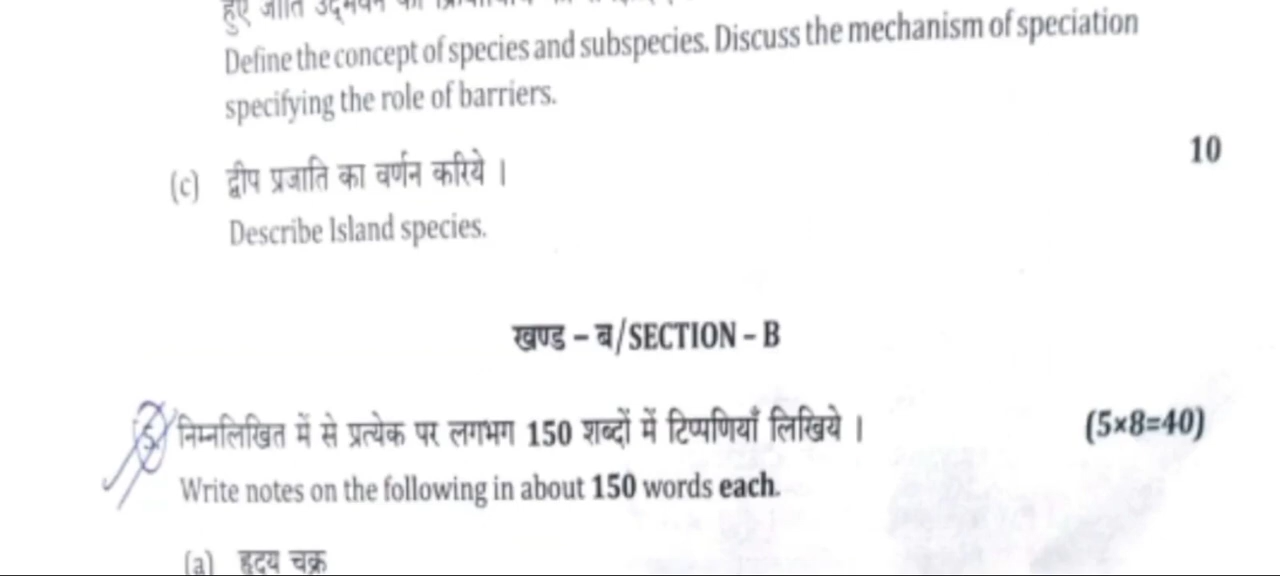 हुए जाति
Define the concept of species and subspecies. Discuss the mechanism of speciation
specifying the role of barriers.
10
(c) द्वीप प्रजाति का वर्णन करिये ।
Describe Island species.
खण्ड – ब/SECTION – B
5. निम्नलिखित में से प्रत्येक पर लगभग 150 शब्दों में टिप्पणियाँ लिखिये । (5×8=40)
Write notes on the following in about 150 words each.
(a) हृदय चक्र